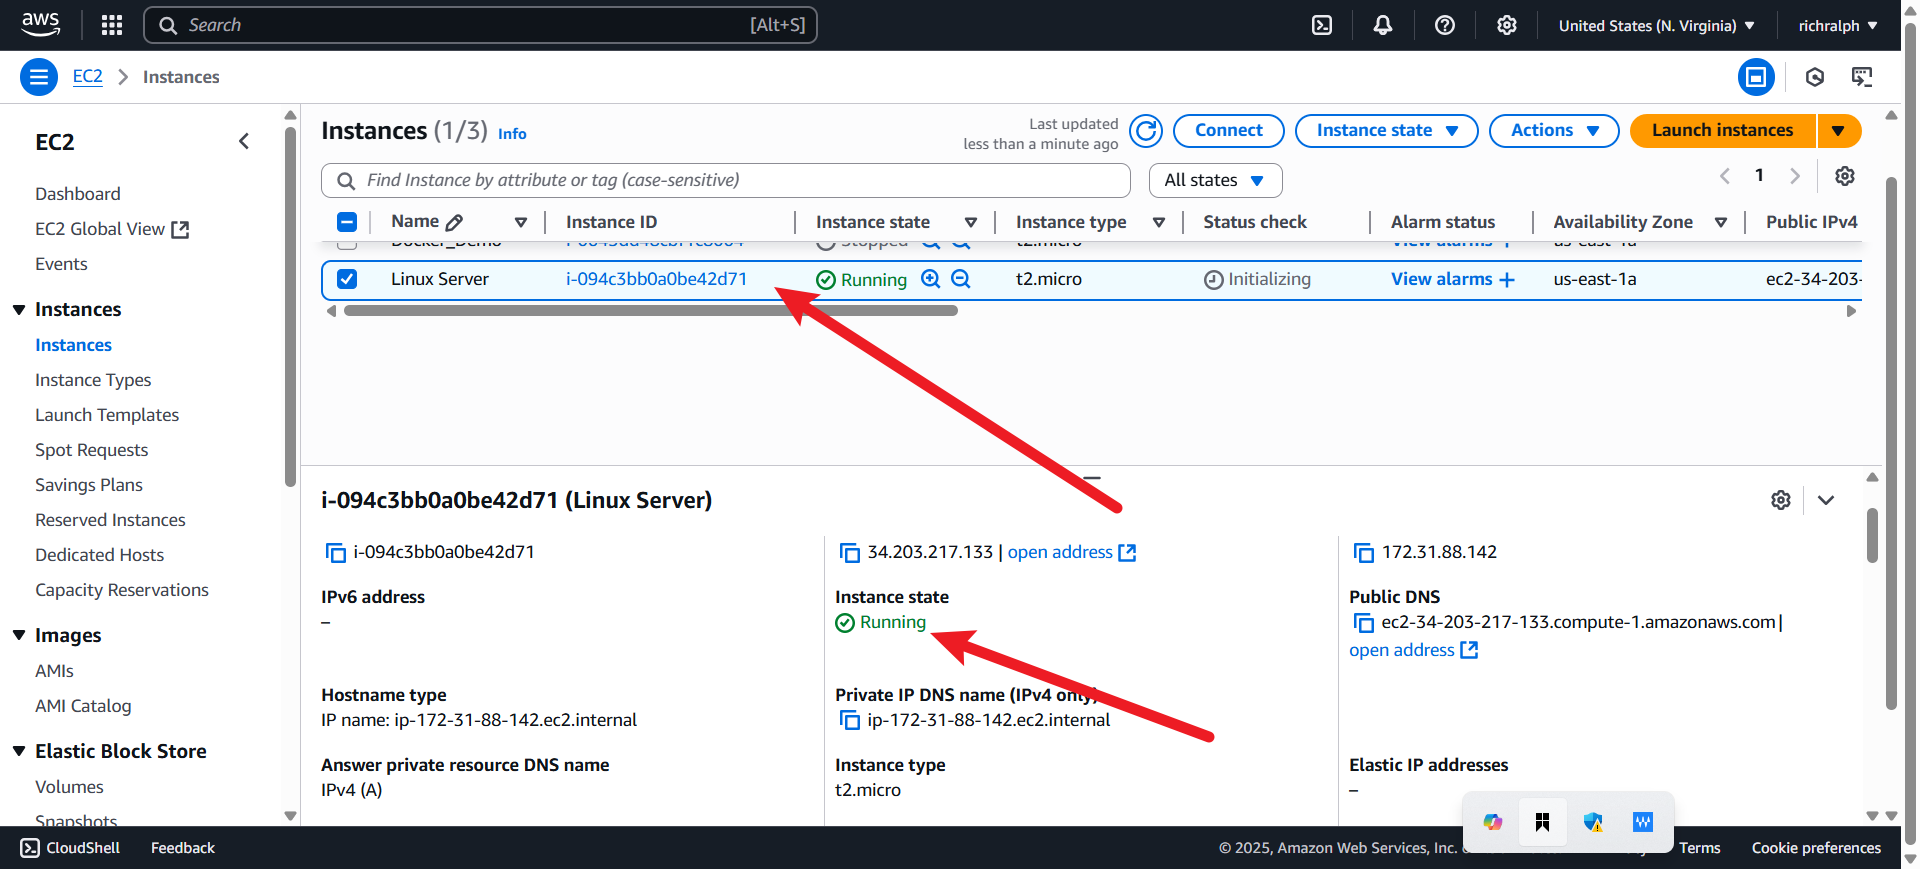 aws
Search [Alt+S]
United States (N. Virginia)
richralph
EC2
Instances
EC2
Dashboard
EC2 Global View
Events
Instances
Instances
Instance Types
Launch Templates
Spot Requests
Savings Plans
Reserved Instances
Dedicated Hosts
Capacity Reservations
Images
AMIs
AMI Catalog
Elastic Block Store
Volumes
Snapshots
Instances (1/3) Info
Last updated
less than a minute ago
Connect
Instance state
Actions
Launch instances
Find Instance by attribute or tag (case-sensitive)
All states
1
Name Instance ID Instance state Instance type Status check Alarm status Availability Zone Public IPv4
Docker_Demo Stopped t2.micro View alarms + us-east-1a
Linux Server i-094c3bb0a0be42d71 Running t2.micro Initializing View alarms + us-east-1a ec2-34-203-
i-094c3bb0a0be42d71 (Linux Server)
i-094c3bb0a0be42d71
34.203.217.133 | open address
172.31.88.142
IPv6 address
–
Instance state
Running
Public DNS
ec2-34-203-217-133.compute-1.amazonaws.com |
open address
Hostname type
IP name: ip-172-31-88-142.ec2.internal
Private IP DNS name (IPv4 only)
ip-172-31-88-142.ec2.internal
Answer private resource DNS name
IPv4 (A)
Instance type
t2.micro
Elastic IP addresses
–
CloudShell
Feedback
© 2025, Amazon Web Services, Inc.
Terms
Cookie preferences